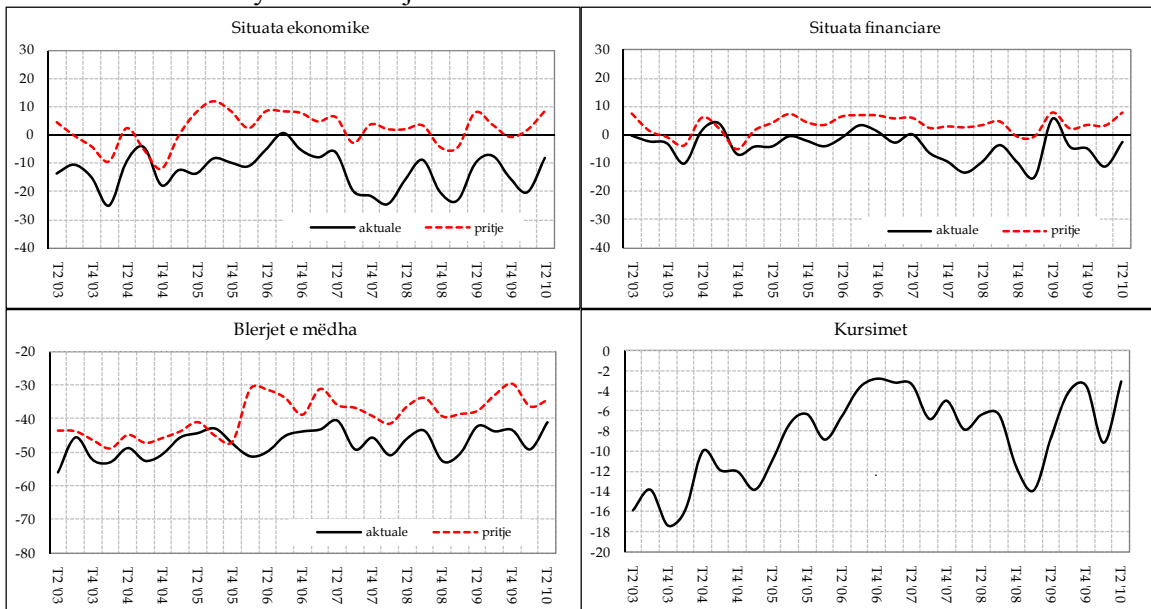 Situata ekonomike
30
20
10
0
-10
-20
-30
-40
aktuale
pritje
T2 '03
T4 '03
T2 '04
T4 '04
T2 '05
T4 '05
T2 '06
T4 '06
T2 '07
T4 '07
T2 '08
T4 '08
T2 '09
T4 '09
T2 '10
Situata financiare
30
20
10
0
-10
-20
-30
-40
aktuale
pritje
T2 '03
T4 '03
T2 '04
T4 '04
T2 '05
T4 '05
T2 '06
T4 '06
T2 '07
T4 '07
T2 '08
T4 '08
T2 '09
T4 '09
T2 '10
Blerjet e mëdha
-20
-30
-40
-50
-60
-70
-80
aktuale
pritje
T2 '03
T4 '03
T2 '04
T4 '04
T2 '05
T4 '05
T2 '06
T4 '06
T2 '07
T4 '07
T2 '08
T4 '08
T2 '09
T4 '09
T2 '10
Kursimet
0
-2
-4
-6
-8
-10
-12
-14
-16
-18
-20
T2 '03
T4 '03
T2 '04
T4 '04
T2 '05
T4 '05
T2 '06
T4 '06
T2 '07
T4 '07
T2 '08
T4 '08
T2 '09
T4 '09
T2 '10